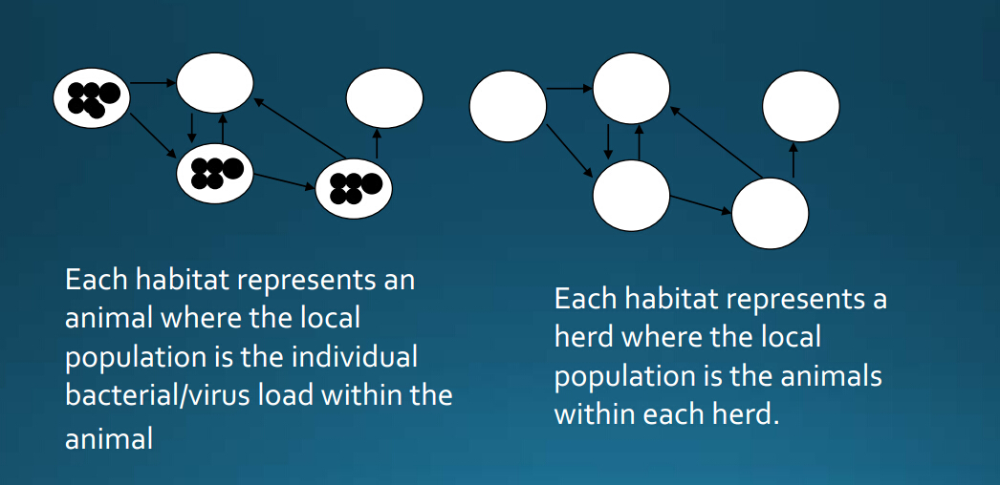 Each habitat represents an
animal where the local
population is the individual
bacterial/virus load within the
animal
Each habitat represents a
herd where the local
population is the animals
within each herd.